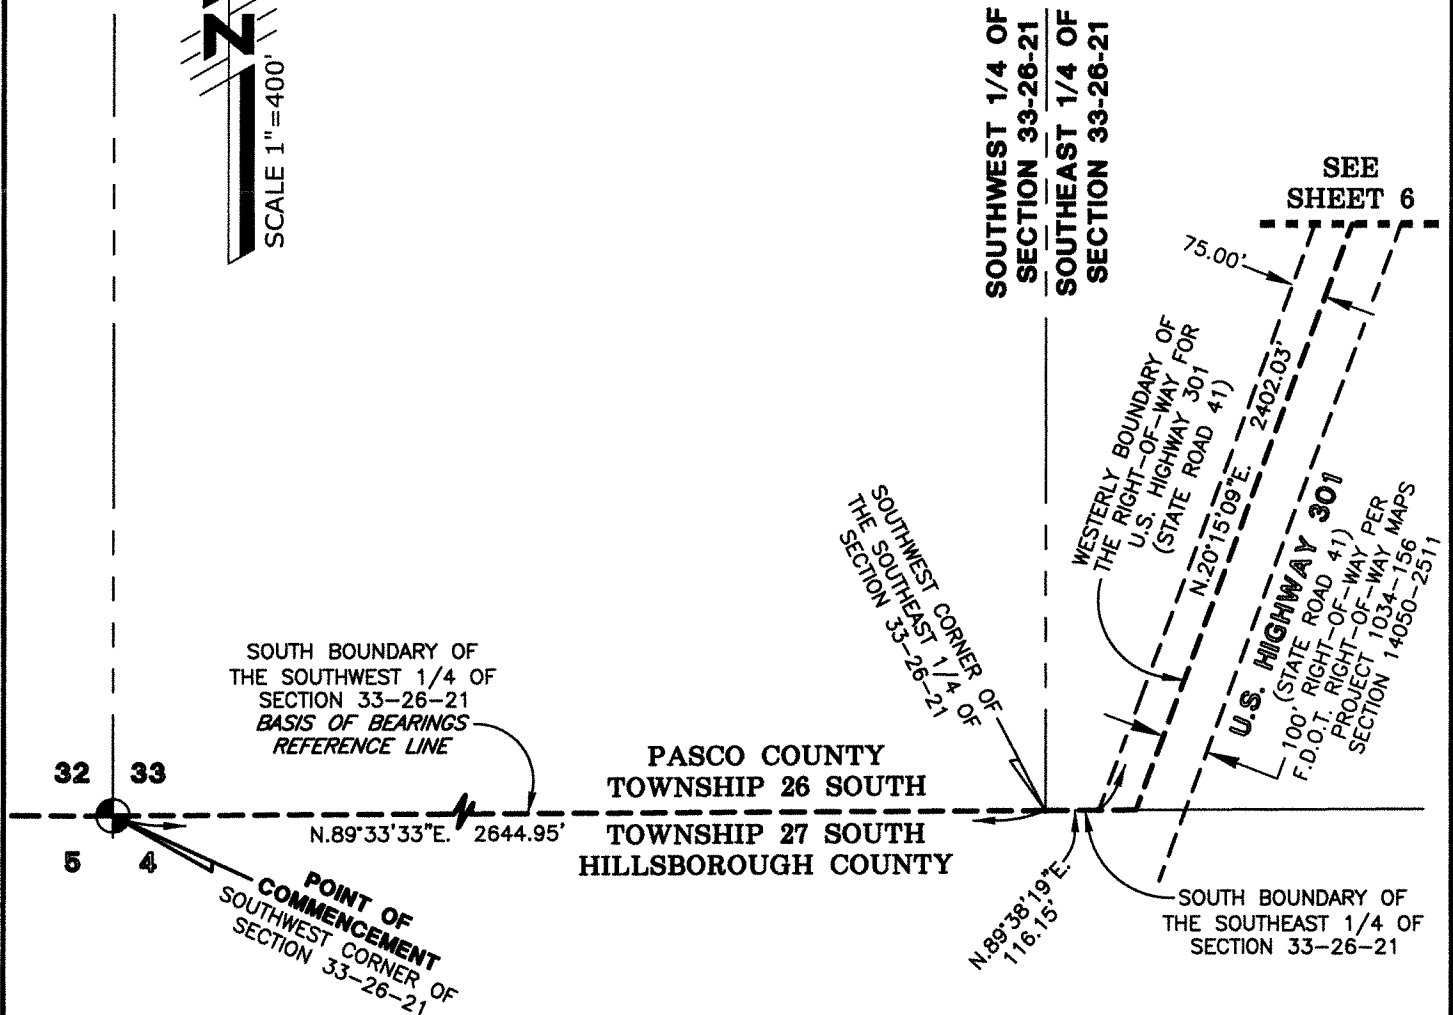 N
SCALE 1"=400'
SOUTHWEST 1/4 OF
SECTION 33-26-21
SOUTHEAST 1/4 OF
SECTION 33-26-21
SEE
SHEET 6
75.00'
WESTERLY BOUNDARY OF
THE RIGHT-OF-WAY FOR
U.S. HIGHWAY 301
(STATE ROAD 41)
N.20°15'09"E. 2402.03'
U.S. HIGHWAY 301
(STATE ROAD 41)
100' RIGHT-OF-WAY PER
F.D.O.T. RIGHT-OF-WAY MAPS
PROJECT 1034-156
SECTION 14050-2511
SOUTHWEST CORNER OF
THE SOUTHEAST 1/4 OF
SECTION 33-26-21
SOUTH BOUNDARY OF
THE SOUTHWEST 1/4 OF
SECTION 33-26-21
BASIS OF BEARINGS
REFERENCE LINE
32 33
PASCO COUNTY
TOWNSHIP 26 SOUTH
N.89°33'33"E. 2644.95'
TOWNSHIP 27 SOUTH
HILLSBOROUGH COUNTY
5 4
POINT OF
COMMENCEMENT
SOUTHWEST CORNER OF
SECTION 33-26-21
N.89°38'19"E.
116.15'
SOUTH BOUNDARY OF
THE SOUTHEAST 1/4 OF
SECTION 33-26-21